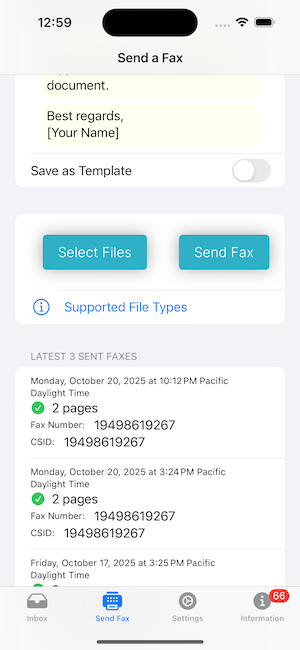 12:59
Send a Fax
document.
Best regards,
[Your Name]
Save as Template
Select Files
Send Fax
Supported File Types
LATEST 3 SENT FAXES
Monday, October 20, 2025 at 10:12 PM Pacific
Daylight Time
2 pages
Fax Number: 19498619267
CSID: 19498619267
Monday, October 20, 2025 at 3:24 PM Pacific
Daylight Time
2 pages
Fax Number: 19498619267
CSID: 19498619267
Friday, October 17, 2025 at 3:25 PM Pacific
Daylight Time
66
Inbox
Send Fax
Settings
Information